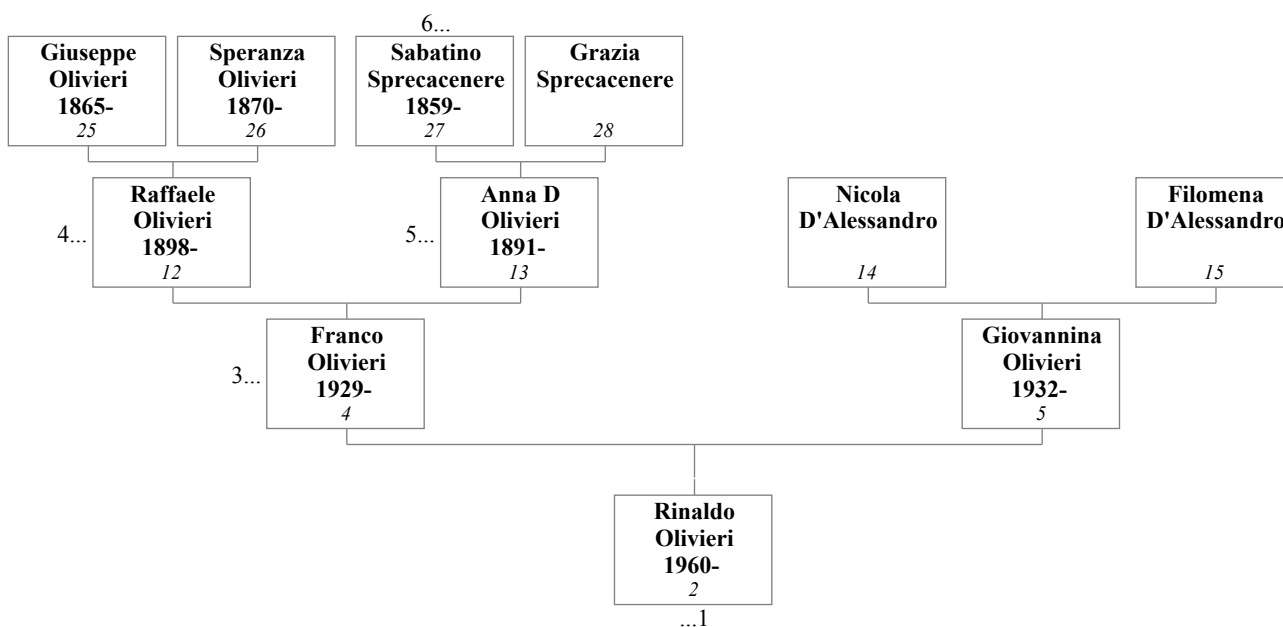 6...
Giuseppe
Olivieri
1865-
25
Speranza
Olivieri
1870-
26
Sabatino
Sprecacenere
1859-
27
Grazia
Sprecacenere
28
4...
Raffaele
Olivieri
1898-
12
5...
Anna D
Olivieri
1891-
13
Nicola
D'Alessandro
14
Filomena
D'Alessandro
15
3...
Franco
Olivieri
1929-
4
Giovannina
Olivieri
1932-
5
Rinaldo
Olivieri
1960-
2
...1